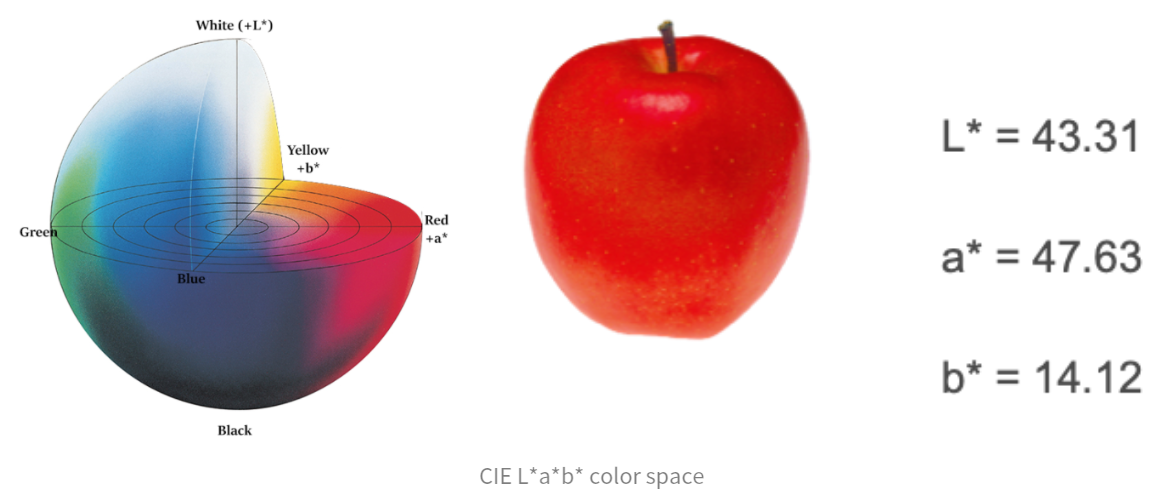 White (+L*)
Yellow
+b*
Red
+a*
Green
Blue
Black
L* = 43.31
a* = 47.63
b* = 14.12
CIE L*a*b* color space